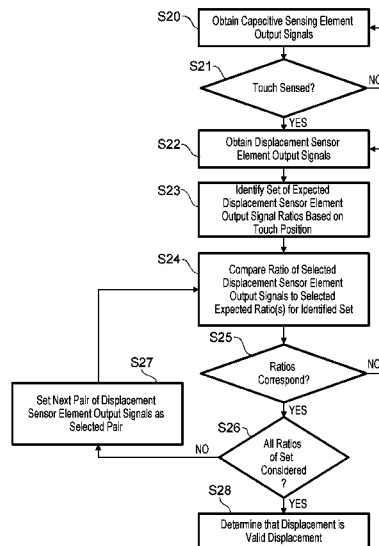 S20
Obtain Capacitive Sensing Element
Output Signals
S21
Touch Sensed?
NO
YES
S22
Obtain Displacement Sensor
Element Output Signals
S23
Identify Set of Expected
Displacement Sensor Element
Output Signal Ratios Based on
Touch Position
S24
Compare Ratio of Selected
Displacement Sensor Element
Output Signals to Selected
Expected Ratio(s) for Identified Set
S25
Ratios
Correspond?
NO
YES
S27
Set Next Pair of Displacement
Sensor Element Output Signals as
Selected Pair
S26
All Ratios
of Set
Considered
?
NO
YES
S28
Determine that Displacement is
Valid Displacement